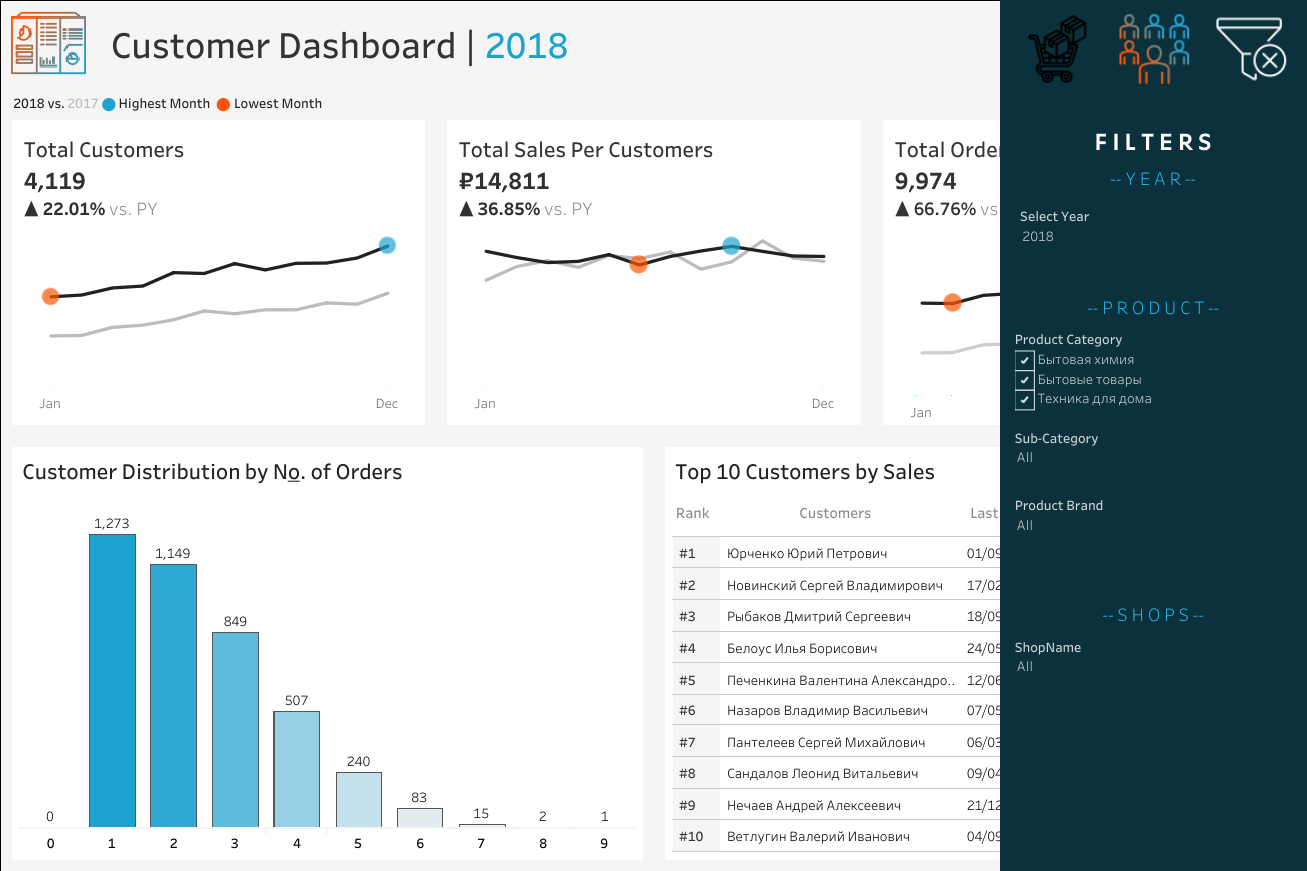 Customer Dashboard | 2018
2018 vs. 2017 Highest Month Lowest Month
Total Customers
4,119
▲ 22.01% vs. PY
Jan Dec
Total Sales Per Customers
₽14,811
▲ 36.85% vs. PY
Jan Dec
Total Orde
9,974
▲ 66.76% vs
Jan
Customer Distribution by No. of Orders
1,273
1,149
849
507
240
83
0 15 2 1
0 1 2 3 4 5 6 7 8 9
Top 10 Customers by Sales
Rank Customers Last
#1 Юрченко Юрий Петрович 01/09
#2 Новинский Сергей Владимирович 17/02
#3 Рыбаков Дмитрий Сергеевич 18/09
#4 Белоус Илья Борисович 24/05
#5 Печенкина Валентина Александро.. 12/06
#6 Назаров Владимир Васильевич 07/05
#7 Пантелеев Сергей Михайлович 06/03
#8 Сандалов Леонид Витальевич 09/04
#9 Нечаев Андрей Алексеевич 21/12
#10 Ветлугин Валерий Иванович 04/09
FILTERS
--YEAR--
Select Year
2018
--PRODUCT--
Product Category
Бытовая химия
Бытовые товары
Техника для дома
Sub-Category
All
Product Brand
All
--SHOPS--
ShopName
All